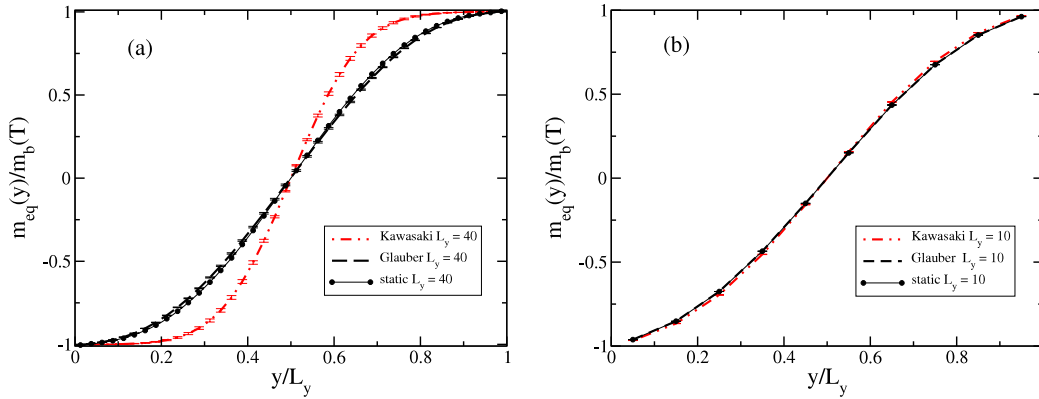 (a)
m_eq(y)/m_b(T)
1
0.5
0
-0.5
-1
Kawasaki L_y = 40
Glauber L_y = 40
static L_y = 40
0
0.2
0.4
0.6
0.8
1
y/L_y
(b)
m_eq(y)/m_b(T)
1
0.5
0
-0.5
-1
Kawasaki L_y = 10
Glauber L_y = 10
static L_y = 10
0
0.2
0.4
0.6
0.8
y/L_y